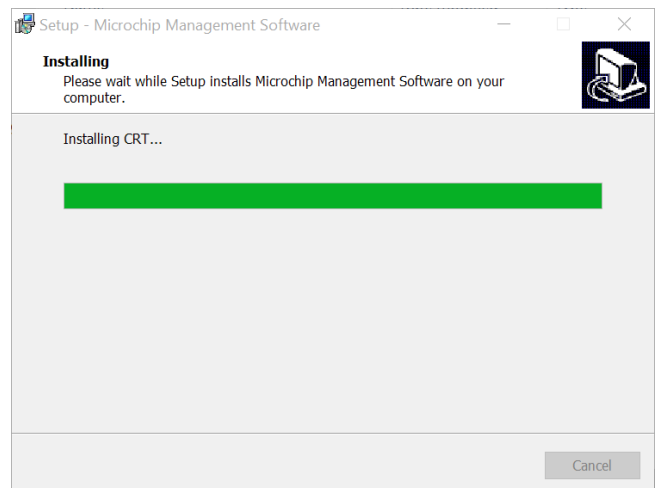 Setup - Microchip Management Software
Installing
Please wait while Setup installs Microchip Management Software on your
computer.
Installing CRT...
Cancel